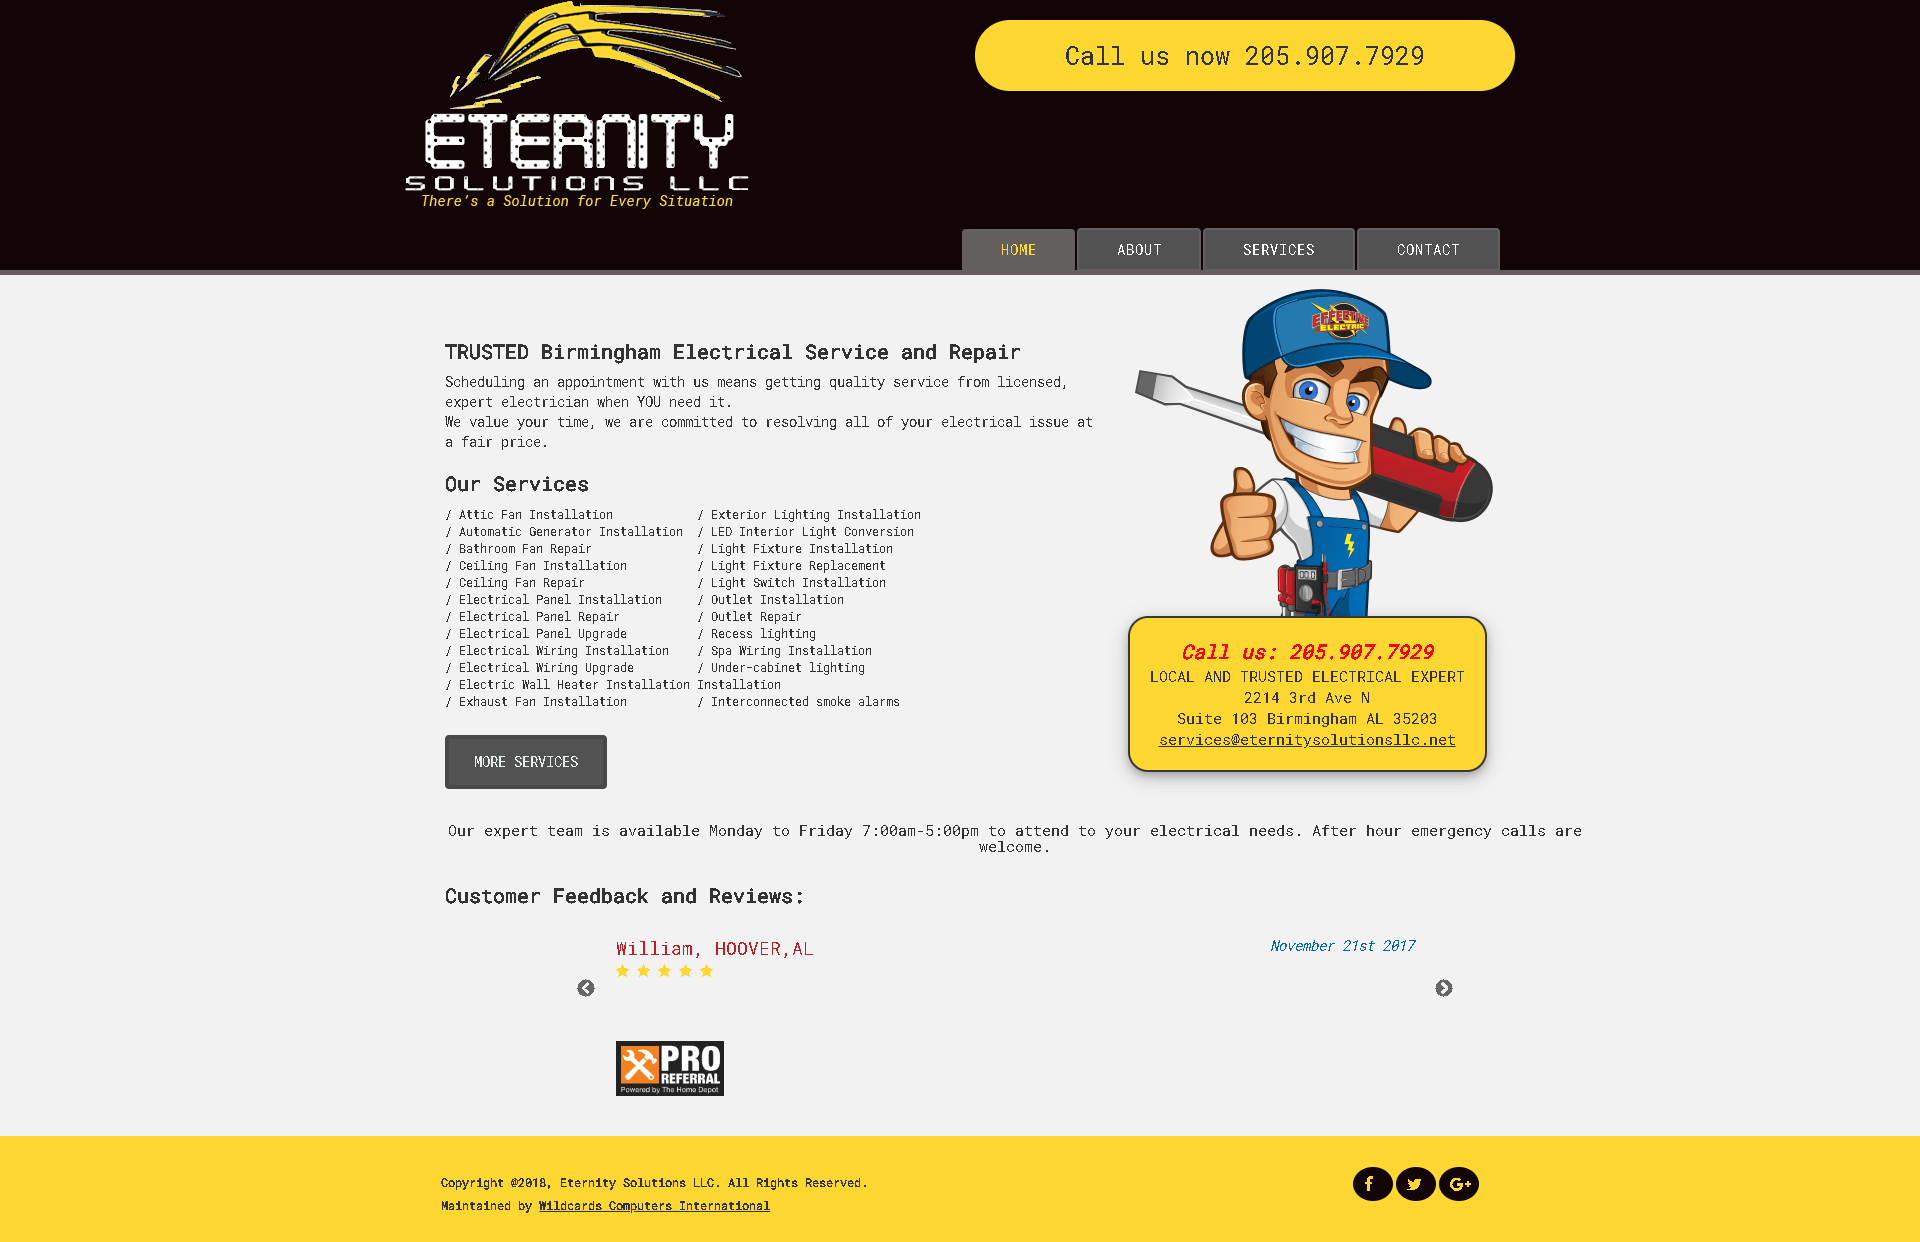 Call us now 205.907.7929
ETERNITY
SOLUTIONS LLC
There's a Solution for Every Situation
HOME
ABOUT
SERVICES
CONTACT
EFFECTIVE
ELECTRIC
TRUSTED Birmingham Electrical Service and Repair
Scheduling an appointment with us means getting quality service from licensed,
expert electrician when YOU need it.
We value your time, we are committed to resolving all of your electrical issue at
a fair price.
Our Services
/ Attic Fan Installation
/ Automatic Generator Installation
/ Bathroom Fan Repair
/ Ceiling Fan Installation
/ Ceiling Fan Repair
/ Electrical Panel Installation
/ Electrical Panel Repair
/ Electrical Panel Upgrade
/ Electrical Wiring Installation
/ Electrical Wiring Upgrade
/ Electric Wall Heater Installation
/ Exhaust Fan Installation
/ Exterior Lighting Installation
/ LED Interior Light Conversion
/ Light Fixture Installation
/ Light Fixture Replacement
/ Light Switch Installation
/ Outlet Installation
/ Outlet Repair
/ Recess lighting
/ Spa Wiring Installation
/ Under-cabinet lighting
Installation
/ Interconnected smoke alarms
MORE SERVICES
Call us: 205.907.7929
LOCAL AND TRUSTED ELECTRICAL EXPERT
2214 3rd Ave N
Suite 103 Birmingham AL 35203
services@eternitysolutionsllc.net
Our expert team is available Monday to Friday 7:00am-5:00pm to attend to your electrical needs. After hour emergency calls are
welcome.
Customer Feedback and Reviews:
William, HOOVER,AL
November 21st 2017
PRO
REFERRAL
Powered by The Home Depot
Copyright @2018, Eternity Solutions LLC. All Rights Reserved.
Maintained by Wildcards Computers International